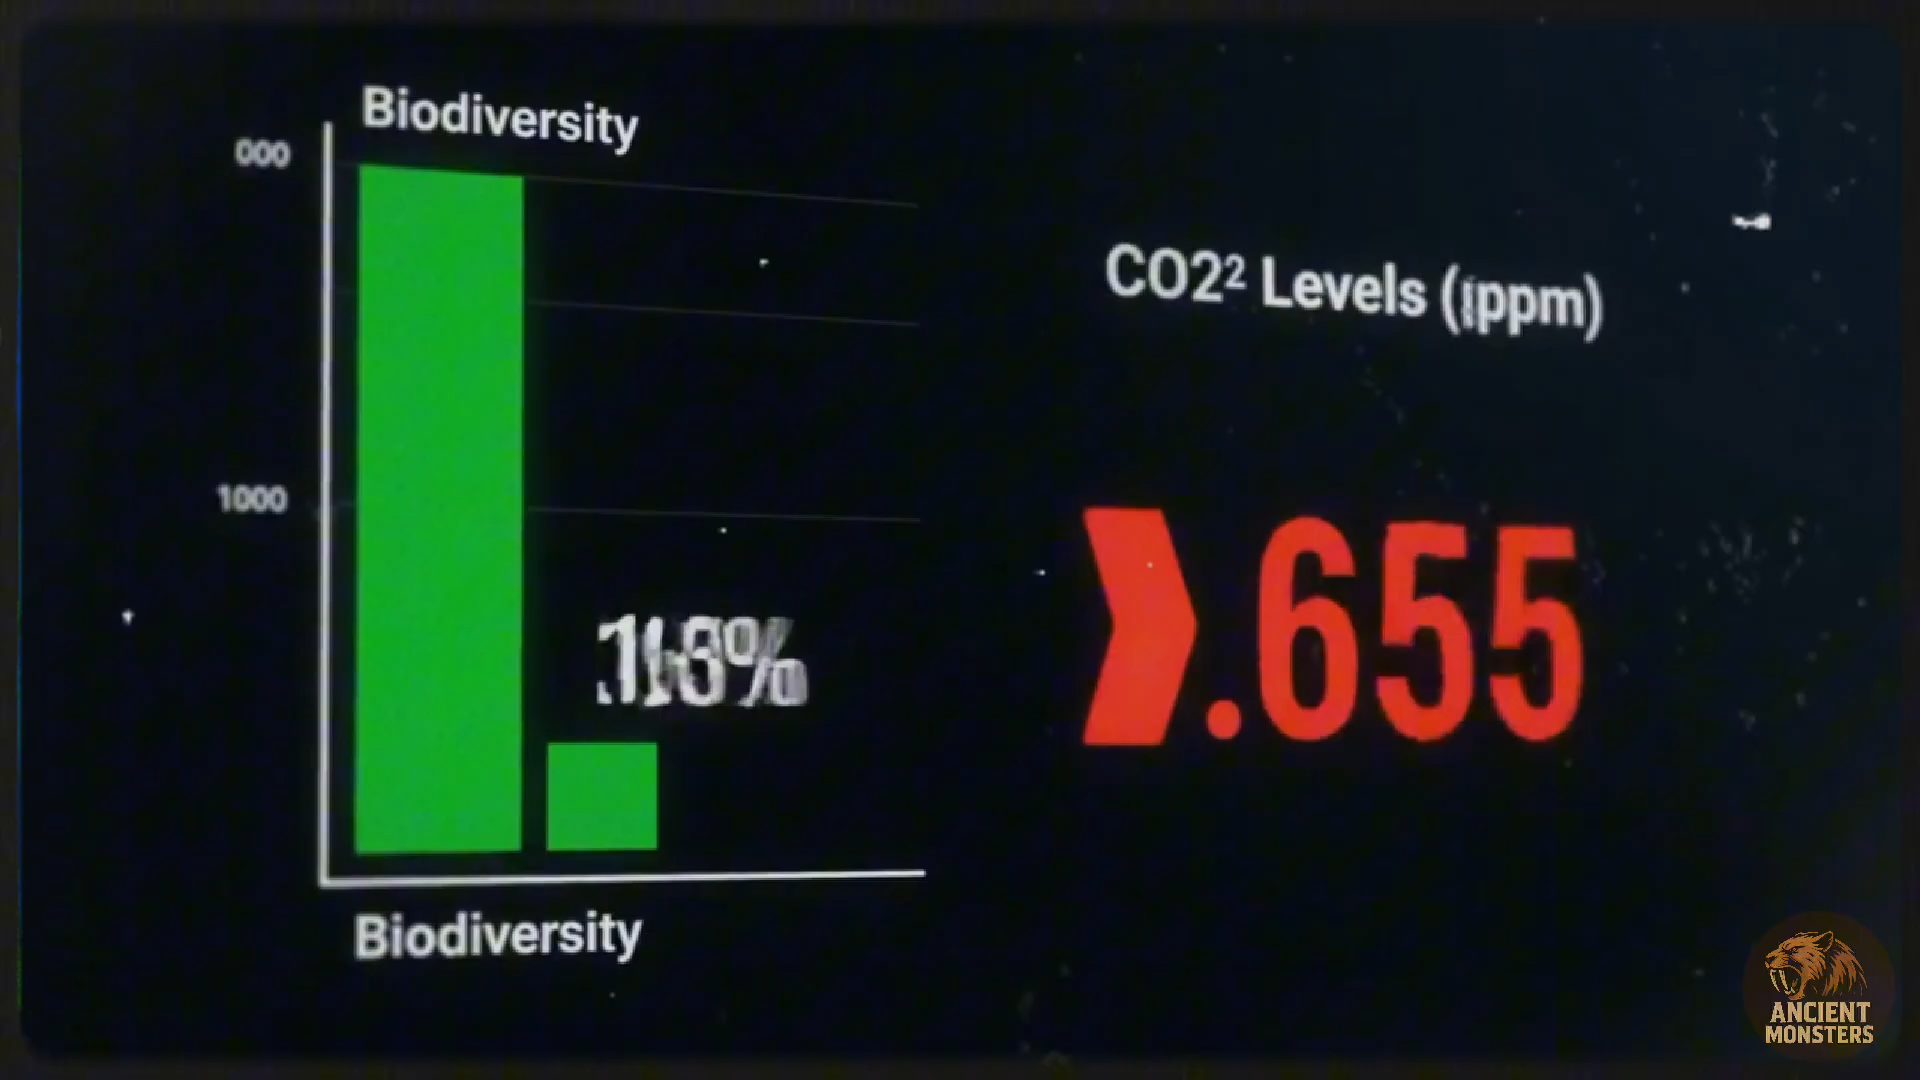 Biodiversity
000
1000
Biodiversity
CO2² Levels (ppm)
.655
ANCIENT
MONSTERS